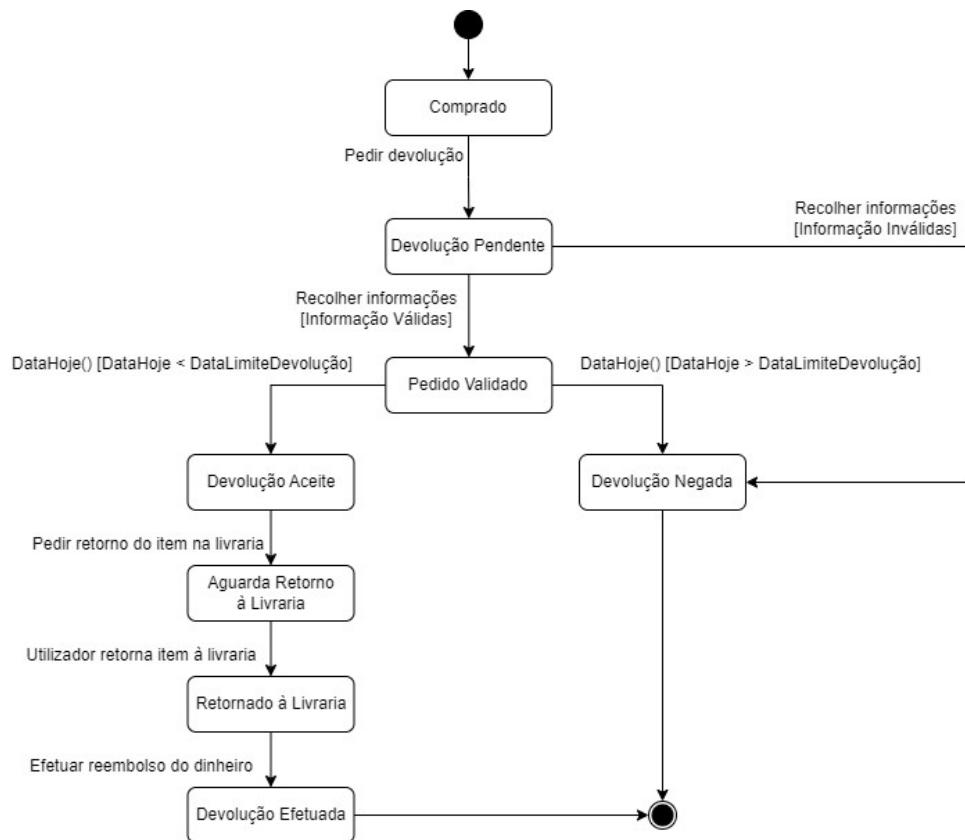 Comprado
Pedir devolução
Recolher informações
[Informação Inválidas]
Devolução Pendente
Recolher informações
[Informação Válidas]
DataHoje() [DataHoje < DataLimiteDevolução]
Pedido Validado
DataHoje() [DataHoje > DataLimiteDevolução]
Devolução Aceite
Devolução Negada
Pedir retorno do item na livraria
Aguarda Retorno
à Livraria
Utilizador retorna item à livraria
Retornado à Livraria
Efetuar reembolso do dinheiro
Devolução Efetuada